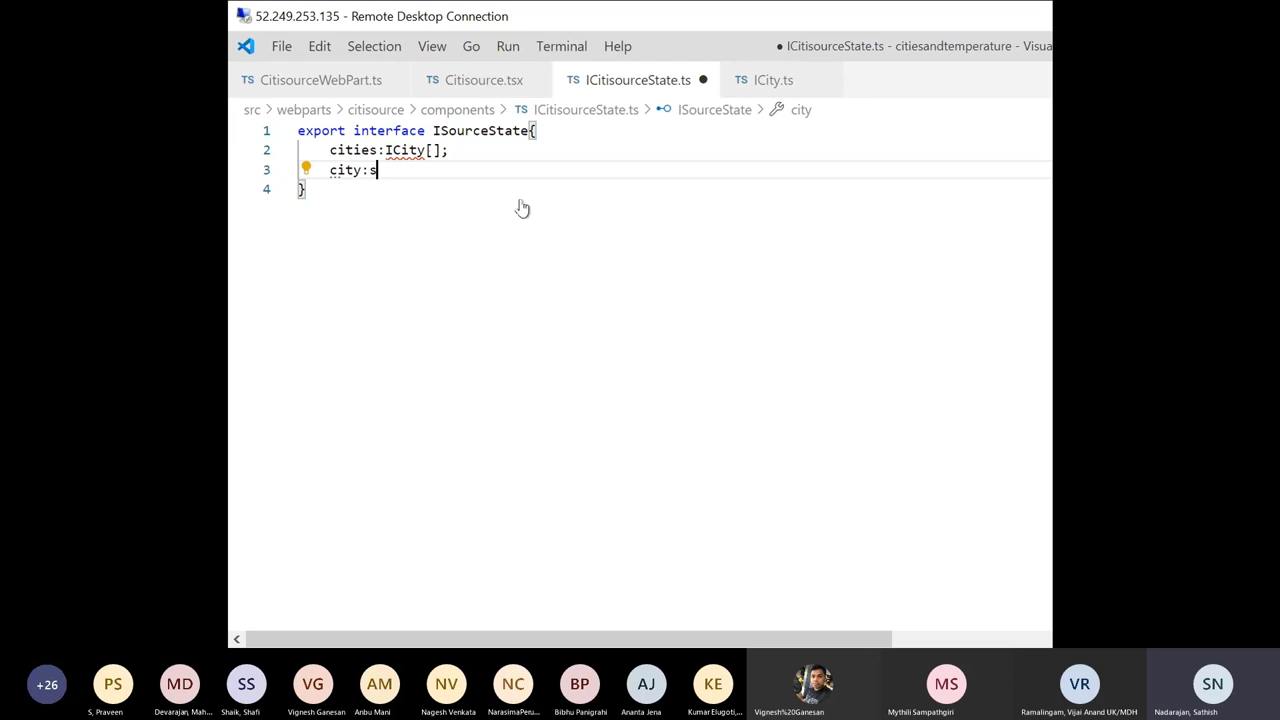 52.249.253.135 - Remote Desktop Connection
File Edit Selection View Go Run Terminal Help ● ICitisourceState.ts - citiesandtemperature - Visua
TS CitisourceWebPart.ts TS Citisource.tsx TS ICitisourceState.ts ● TS ICity.ts
src > webparts > citisource > components > TS ICitisourceState.ts > ISourceState > city
1 export interface ISourceState{
2 cities:ICity[];
3 city:s
4 }
+26 PS MD SS VG AM NV NC BP AJ KE MS VR SN
S, Praveen Devarajan, Mah... Shaik, Shafi Vignesh Ganesan Anbu Mani Nagesh Venkata NarasimaPeru... Bibhu Panigrahi Ananta Jena Kumar Elugoti,... Vignesh%20Ganesan Mythili Sampathgiri Ramalingam, Vijai Anand UK/MDH Nadarajan, Sathish